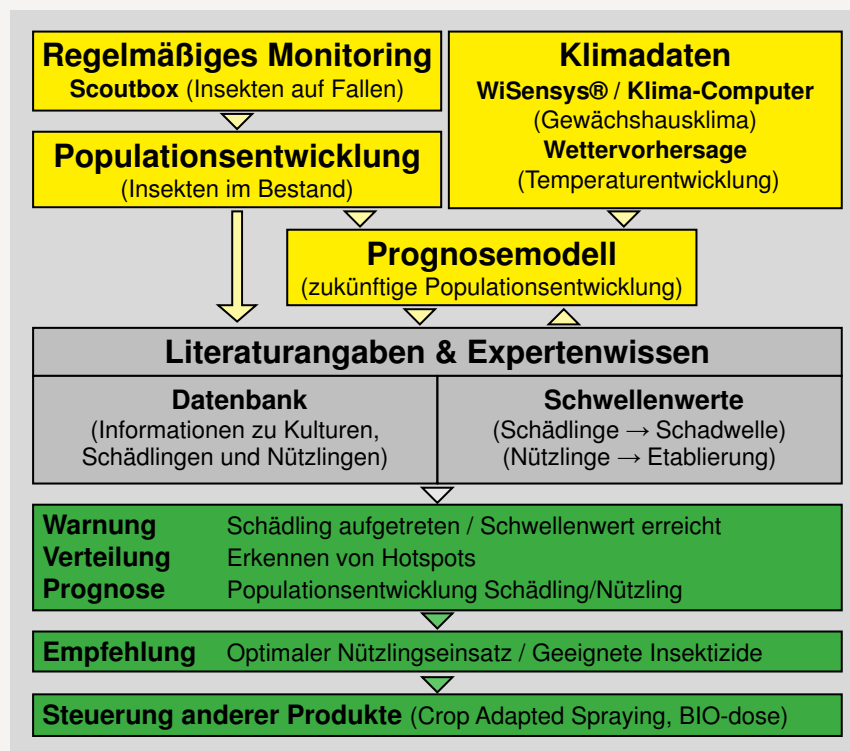 Regelmäßiges Monitoring
Scoutbox (Insekten auf Fallen)
Populationsentwicklung
(Insekten im Bestand)
Klimadaten
WiSensys® / Klima-Computer
(Gewächshausklima)
Wettervorhersage
(Temperaturentwicklung)
Prognosemodell
(zukünftige Populationsentwicklung)
Literaturangaben & Expertenwissen
Datenbank
(Informationen zu Kulturen,
Schädlingen und Nützlingen)
Schwellenwerte
(Schädlinge → Schadwelle)
(Nützlinge → Etablierung)
Warnung Schädling aufgetreten / Schwellenwert erreicht
Verteilung Erkennen von Hotspots
Prognose Populationsentwicklung Schädling/Nützling
Empfehlung Optimaler Nützlingseinsatz / Geeignete Insektizide
Steuerung anderer Produkte (Crop Adapted Spraying, BIO-dose)